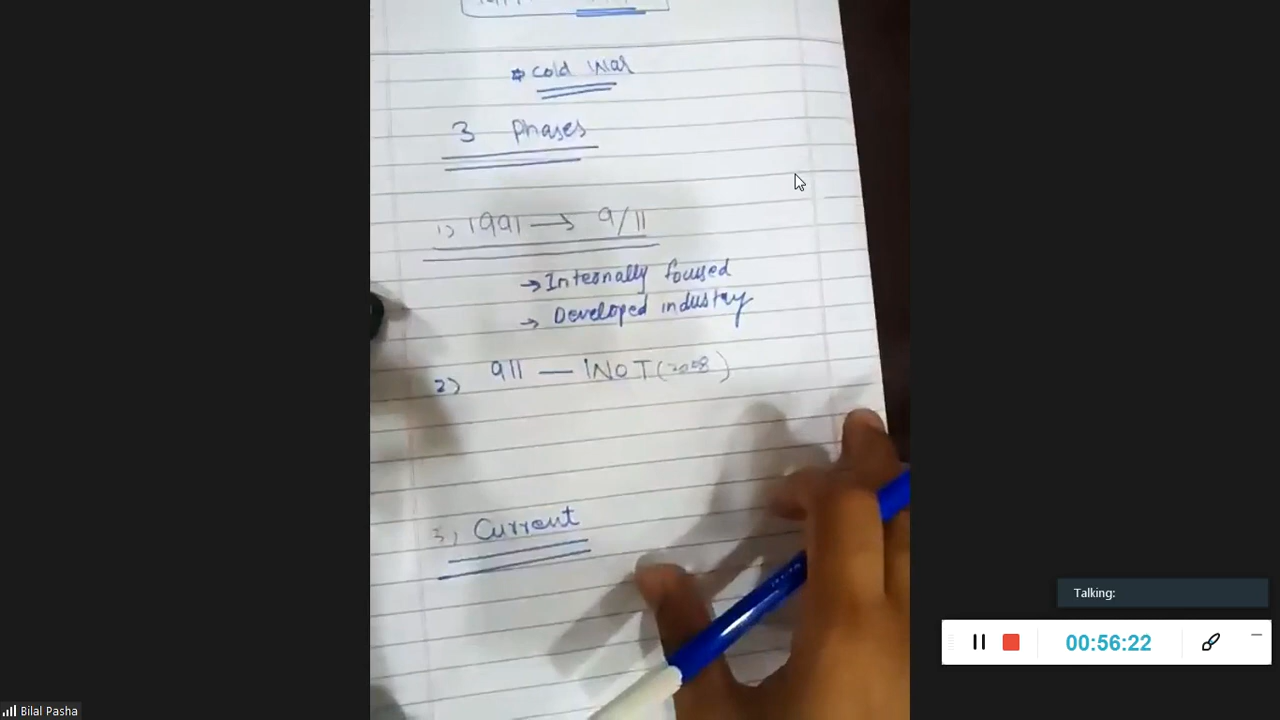 * Cold War
3 Phases
1) 1991 → 9/11
→ Internally focused
→ Developed industry
2) 911 — INOT (2008)
3) Current
Talking:
00:56:22
Bilal Pasha